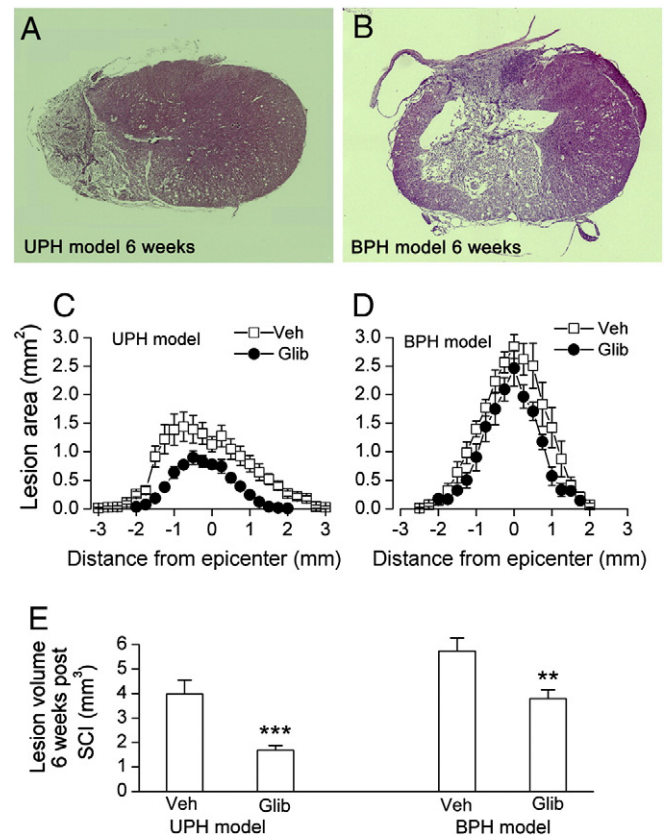 A
B
UPH model 6 weeks
BPH model 6 weeks
C
D
UPH model
Veh
Glib
BPH model
Veh
Glib
Lesion area (mm²)
3.0
2.5
2.0
1.5
1.0
0.5
0.0
3.0
2.5
2.0
1.5
1.0
0.5
0.0
-3 -2 -1 0 1 2 3
-3 -2 -1 0 1 2 3
Distance from epicenter (mm)
Distance from epicenter (mm)
E
Lesion volume
6 weeks post
SCI (mm³)
6
5
4
3
2
1
0
***
**
Veh Glib Veh Glib
UPH model BPH model